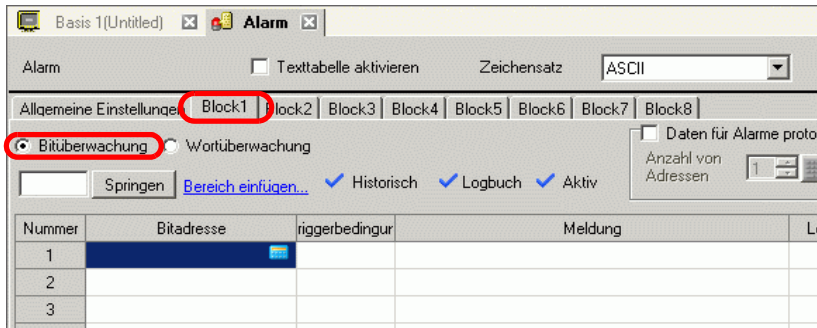 Basis 1(Untitled) Alarm
Alarm Texttabelle aktivieren Zeichensatz ASCII
Allgemeine Einstellungen Block1 Block2 Block3 Block4 Block5 Block6 Block7 Block8
Bitüberwachung Wortüberwachung Daten für Alarme proto
Springen Bereich einfügen... Historisch Logbuch Aktiv Anzahl von Adressen 1
Nummer Bitadresse riggerbedingur Meldung L
1
2
3